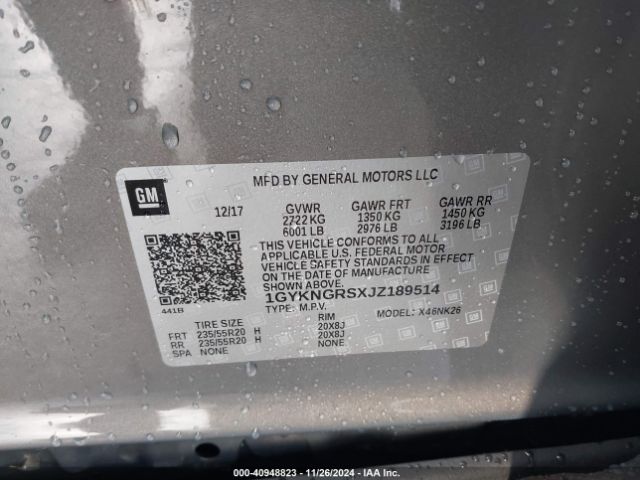 GM
MFD BY GENERAL MOTORS LLC
12/17 GVWR GAWR FRT GAWR RR
2722 KG 1350 KG 1450 KG
6001 LB 2976 LB 3196 LB
THIS VEHICLE CONFORMS TO ALL
APPLICABLE U.S. FEDERAL MOTOR
VEHICLE SAFETY STANDARDS IN EFFECT
ON THE DATE OF MANUFACTURE
SHOWN ABOVE.
441B
1GYKNGRSXJZ189514
TYPE: M.P.V. MODEL: X46NK26
TIRE SIZE RIM
FRT 235/55R20 H 20X8J
RR 235/55R20 H 20X8J
SPA NONE NONE
000-40948823 - 11/26/2024 - IAA Inc.